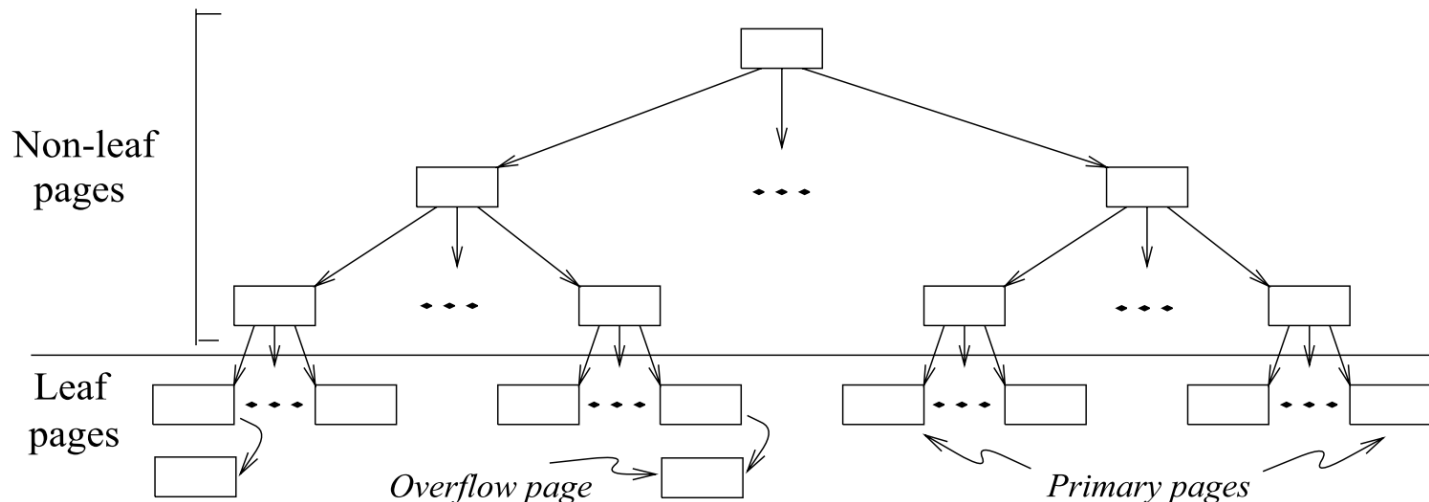 Non-leaf
pages
Leaf
pages
Overflow page
Primary pages